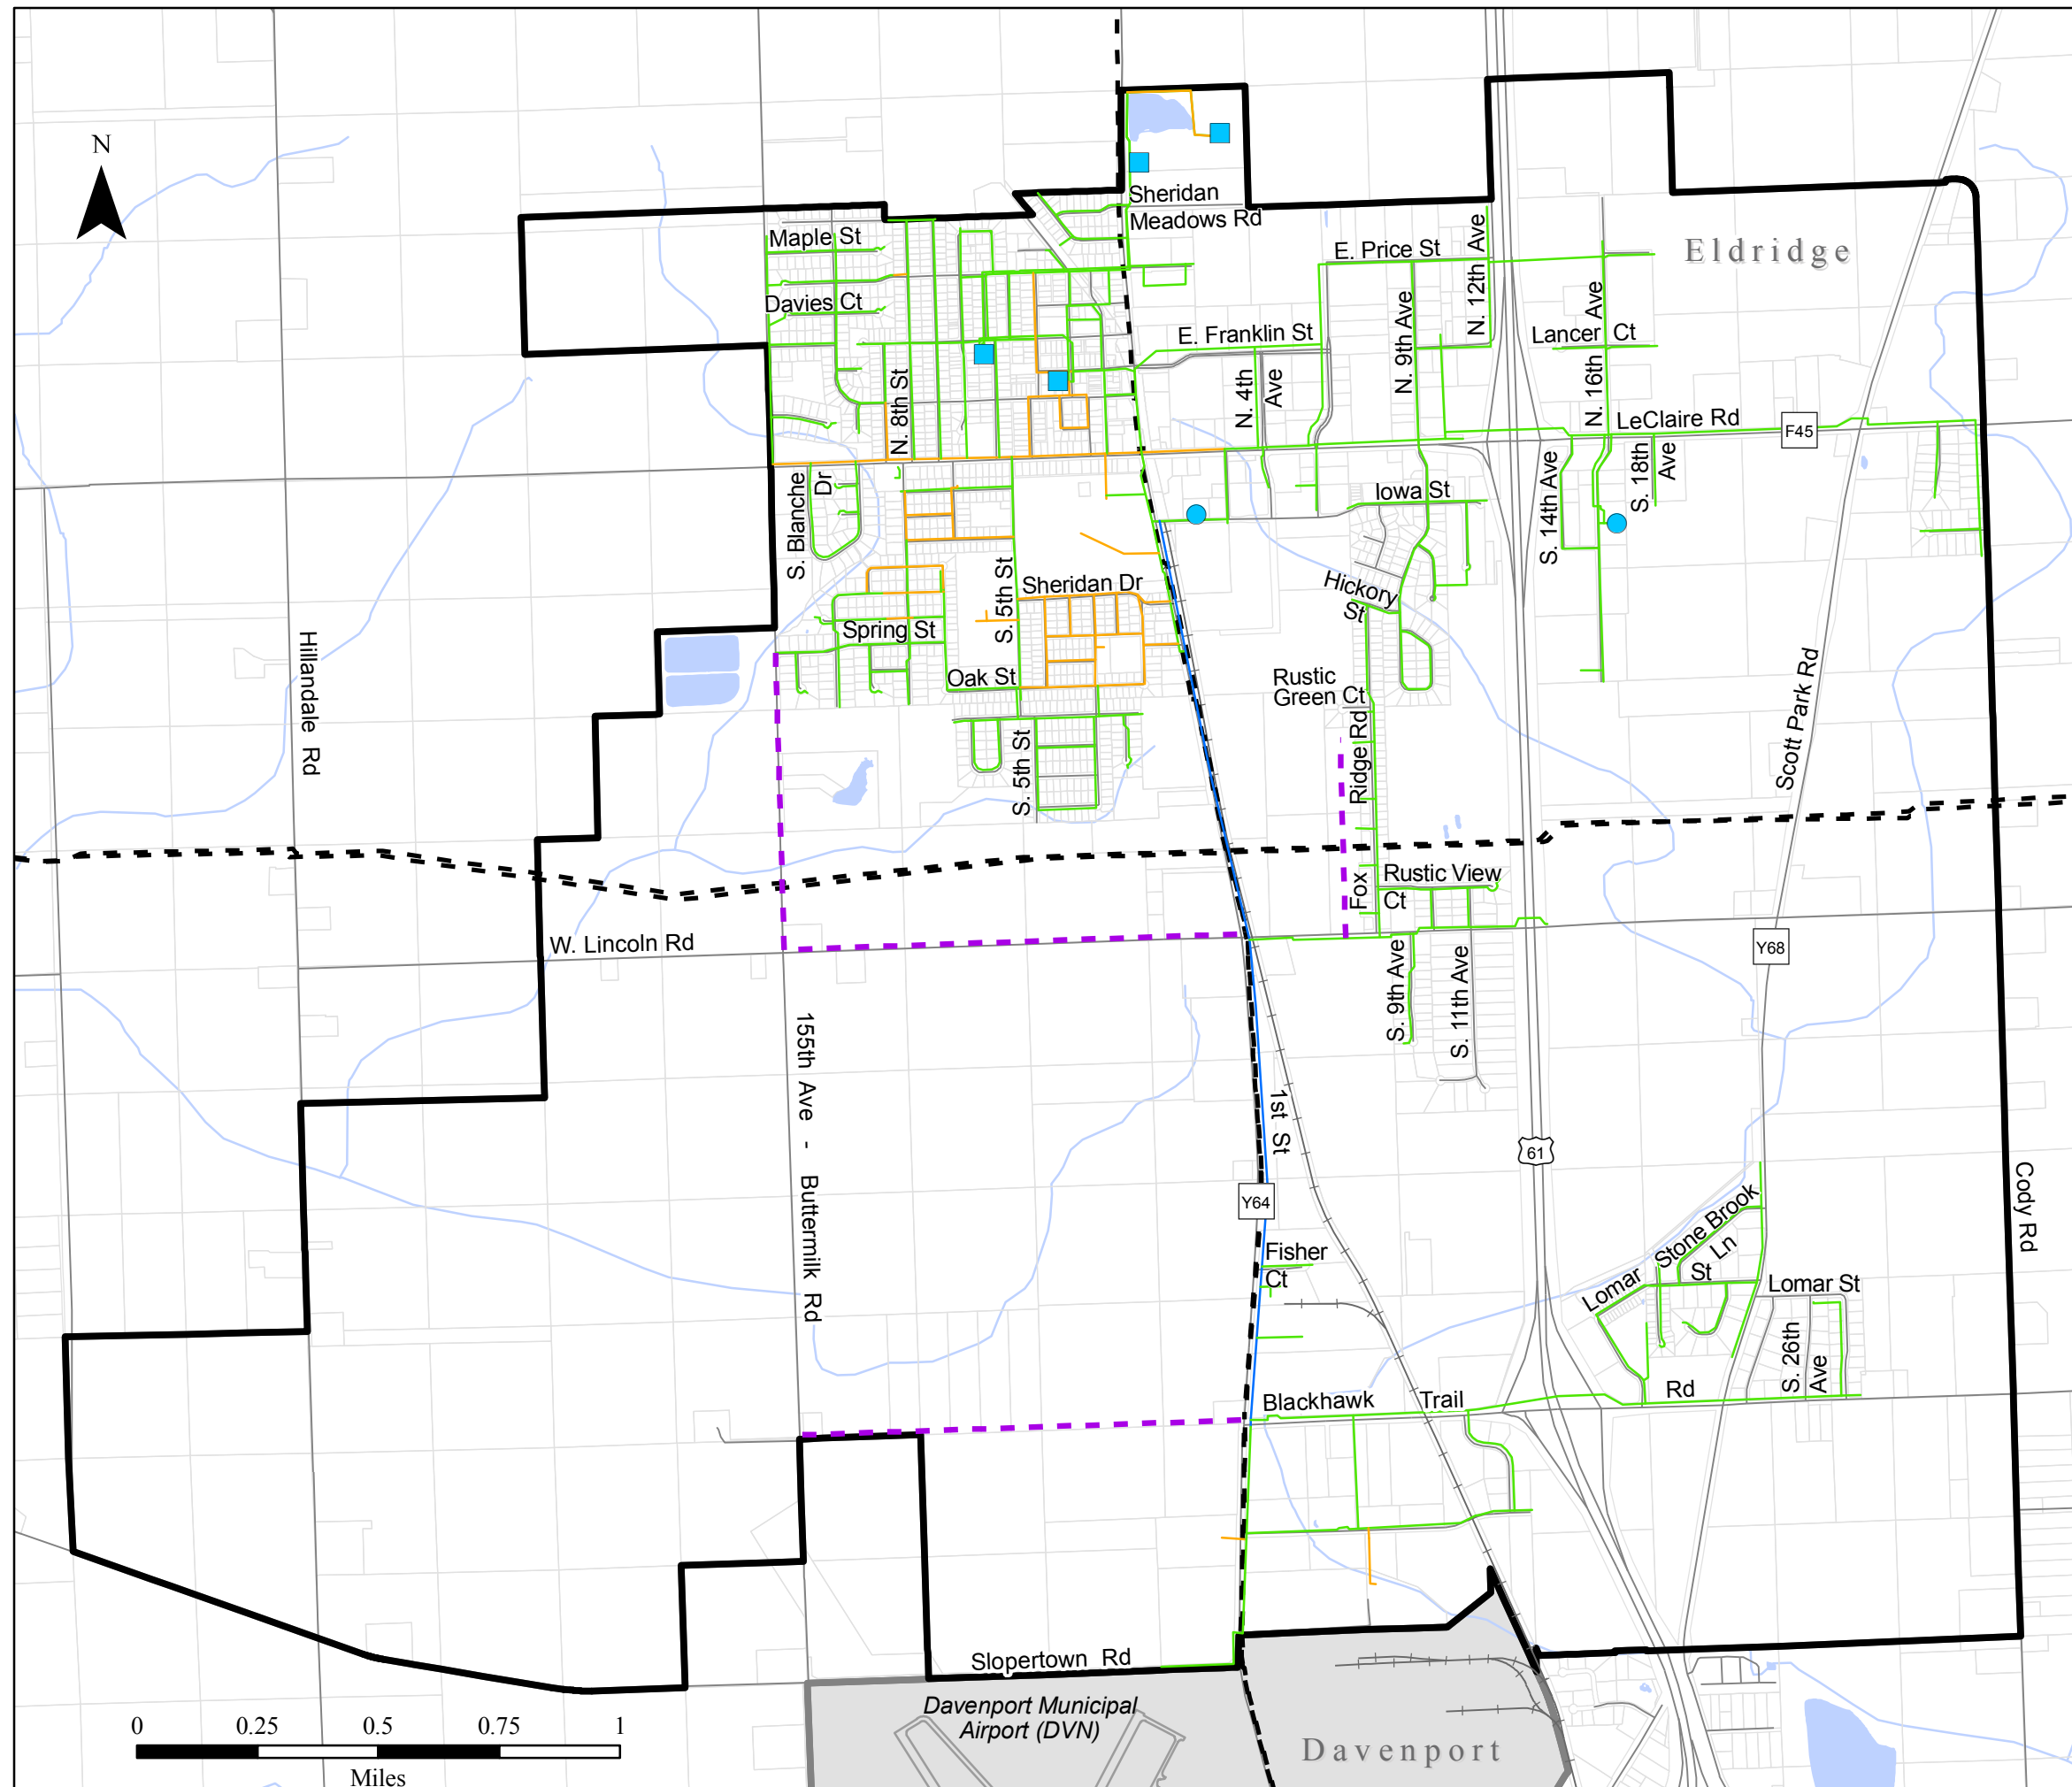 N
Sheridan
Meadows Rd
Maple St
E. Price St
N. 12th Ave
Eldridge
Davies Ct
N. 9th Ave
N. 16th Ave
E. Franklin St
Lancer Ct
N. 8th St
N. 4th
Ave
LeClaire Rd
F45
S. Blanche
Dr
Iowa St
S. 14th Ave
S. 18th
Ave
S. 5th St
Sheridan Dr
Hickory
St
Spring St
Oak St
Rustic
Green Ct
Hillandale Rd
S. 5th St
Fox Ridge Rd
Scott Park Rd
Rustic View
Ct
W. Lincoln Rd
Y68
S. 9th Ave
S. 11th Ave
155th Ave - Buttermilk Rd
1st St
61
Y64
Cody Rd
Fisher
Ct
Stone Brook
Ln
Lomar St
Lomar St
S. 26th
Ave
Blackhawk Trail Rd
Slopertown Rd
Davenport Municipal
Airport (DVN)
Davenport
0 0.25 0.5 0.75 1
Miles